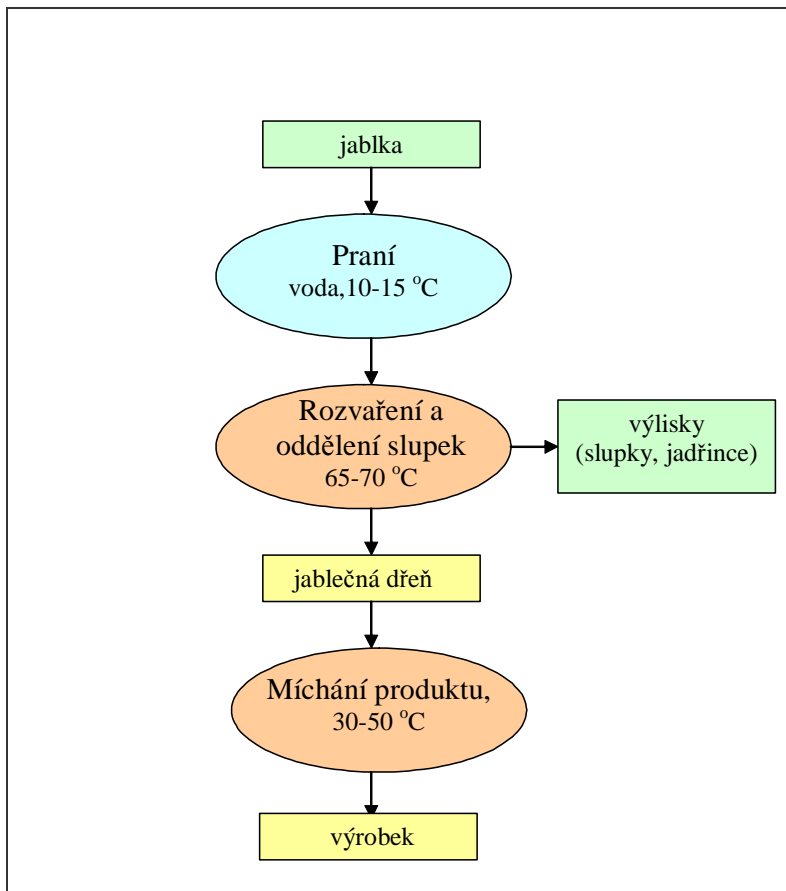 jablka
Praní
voda,10-15 °C
Rozvaření a
oddělení slupek
65-70 °C
výlisky
(slupky, jadřince)
jablečná dřeň
Míchání produktu,
30-50 °C
výrobek